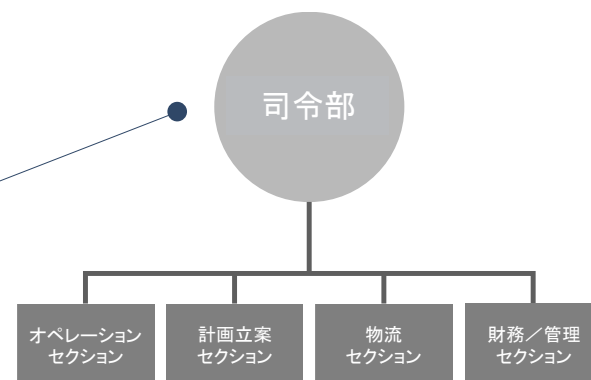 司令部
オペレーション
セクション
計画立案
セクション
物流
セクション
財務／管理
セクション